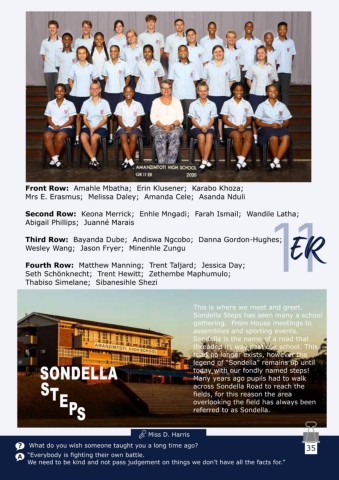 AMANZIMTOTI HIGH SCHOOL
GR 11 ER 2020
Front Row: Amahle Mbatha; Erin Klusener; Karabo Khoza;
Mrs E. Erasmus; Melissa Daley; Amanda Cele; Asanda Nduli
Second Row: Keona Merrick; Enhle Mngadi; Farah Ismail; Wandile Latha;
Abigail Phillips; Juanné Marais
Third Row: Bayanda Dube; Andiswa Ngcobo; Danna Gordon-Hughes;
Wesley Wang; Jason Fryer; Minenhle Zungu
11
ER
Fourth Row: Matthew Manning; Trent Taljard; Jessica Day;
Seth Schönknecht; Trent Hewitt; Zethembe Maphumulo;
Thabiso Simelane; Sibanesihle Shezi
This is where we meet and greet.
Sondella Steps has seen many a school
gathering. From House meetings to
assemblies and sporting events.
Sondella is the name of a road that
threaded its way past the school. This
road no longer exists, however the
legend of "Sondella" remains up until
today with our fondly named steps!
Many years ago pupils had to walk
across Sondella Road to reach the
fields, for this reason the area
overlooking the field has always been
referred to as Sondella.
AMANZIMTOTI HIGH SCHOOL
SONDELLA
STEPS
Miss D. Harris
35
? What do you wish someone taught you a long time ago?
A "Everybody is fighting their own battle.
We need to be kind and not pass judgement on things we don't have all the facts for."